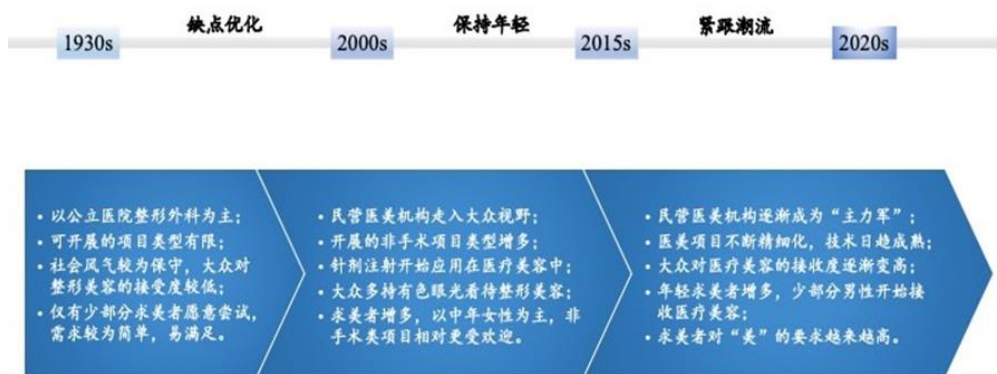 缺点优化
保持年轻
紧跟潮流
1930s
2000s
2015s
2020s
• 以公立医院整形外科为主；
• 可开展的项目类型有限；
• 社会风气较为保守，大众对
整形美容的接受度较低；
• 仅有少部分求美者愿意尝试，
需求较为简单，易满足。
• 民营医美机构走入大众视野；
• 开展的非手术项目类型增多；
• 针剂注射开始应用在医疗美容中；
• 大众多持有色眼光看待整形美容；
• 求美者增多，以中年女性为主，非
手术类项目相对更受欢迎。
• 民营医美机构逐渐成为“主力军”；
• 医美项目不断精细化，技术日趋成熟；
• 大众对医疗美容的接收度逐渐变高；
• 年轻求美者增多，少部分男性开始接
收医疗美容；
• 求美者对“美”的要求越来越高。